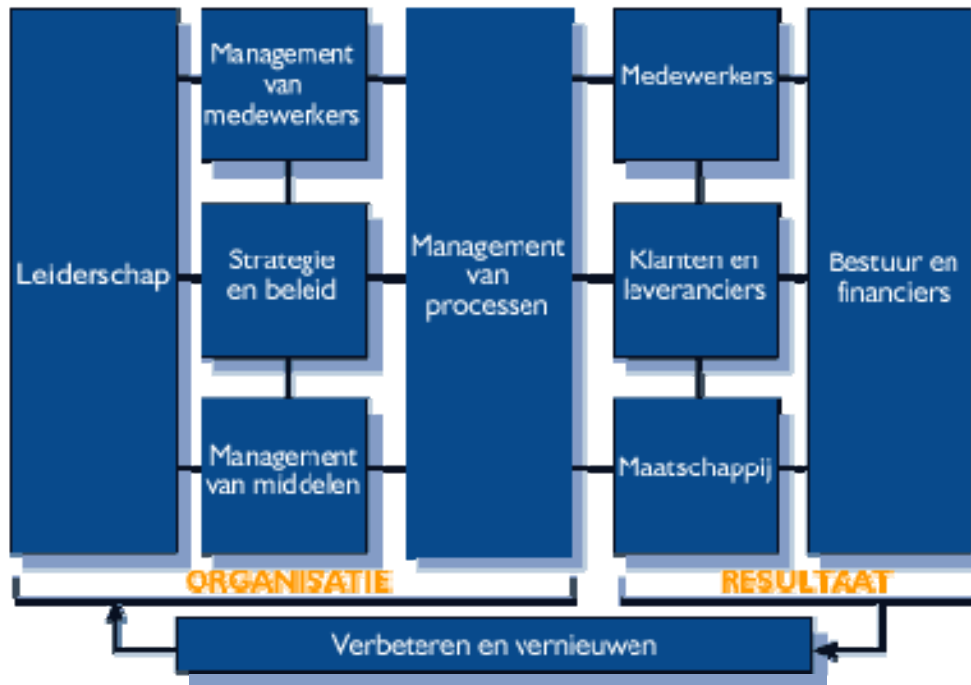 Leiderschap
Management
van
medewerkers
Strategie
en beleid
Management
van middelen
Management
van
processen
Medewerkers
Klanten en
leveranciers
Maatschappij
Bestuur en
financiers
ORGANISATIE
RESULTAAT
Verbeteren en vernieuwen